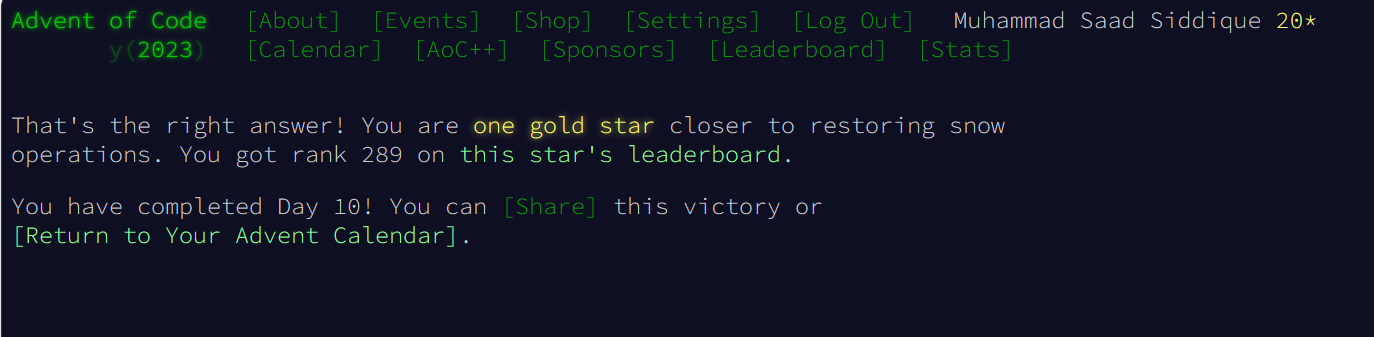 Advent of Code [About] [Events] [Shop] [Settings] [Log Out] Muhammad Saad Siddique 20*
y(2023) [Calendar] [AoC++] [Sponsors] [Leaderboard] [Stats]
That's the right answer! You are one gold star closer to restoring snow
operations. You got rank 289 on this star's leaderboard.
You have completed Day 10! You can [Share] this victory or
[Return to Your Advent Calendar].